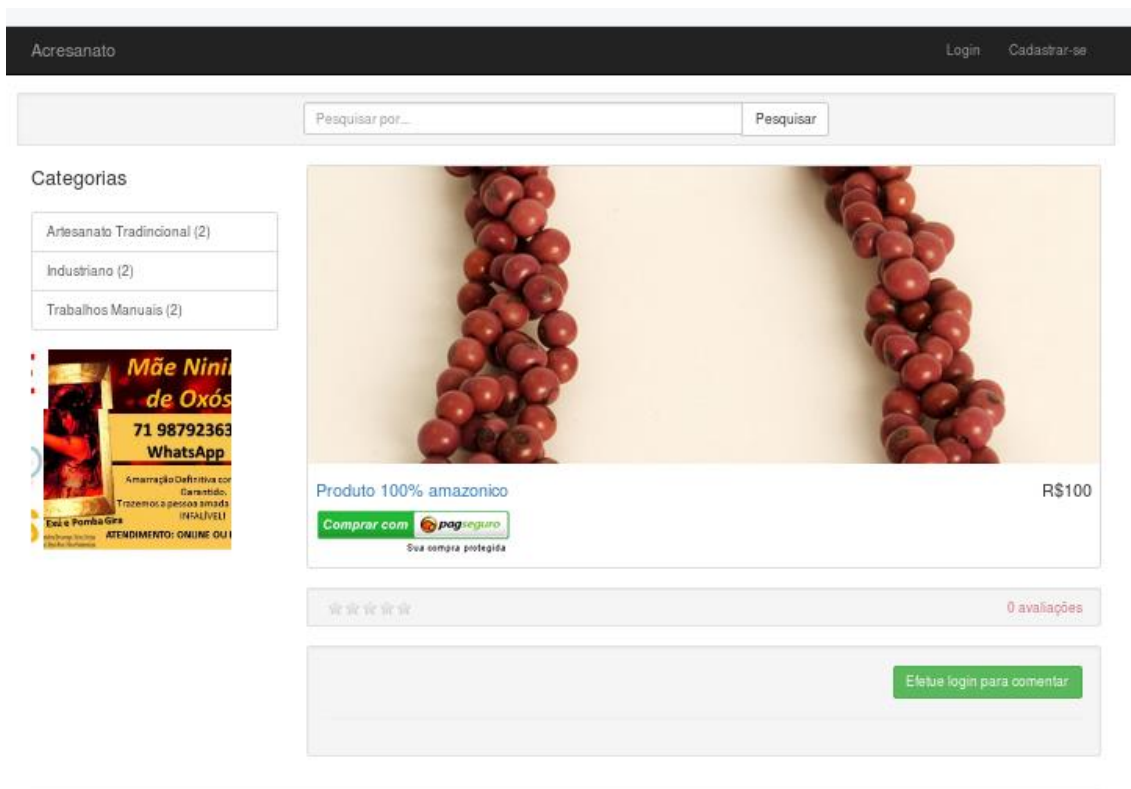 Acresanato
Login
Cadastrar-se
Pesquisar por...
Pesquisar
Categorias
Artesanato Tradincional (2)
Industriano (2)
Trabalhos Manuais (2)
Mãe Nini
de Oxós
71 98792363
WhatsApp
Amarração Definitiva
Garantido.
Trazemos a pessoa amada
INFALÍVEL!
Exú e Pomba Gira
ATENDIMENTO: ONLINE OU
Produto 100% amazonico
R$100
Comprar com pagseguro
Sua compra protegida
0 avaliações
Efetue login para comentar